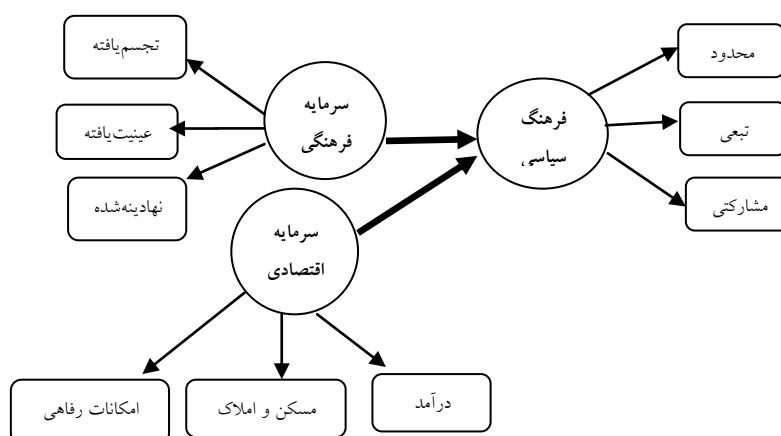 تجسم‌یافته
محدود
سرمایه
فرهنگی
فرهنگ
سیاسی
عینیت‌یافته
تبعی
نهادینه‌شده
مشارکتی
سرمایه
اقتصادی
درآمد
مسکن و املاک
امکانات رفاهی